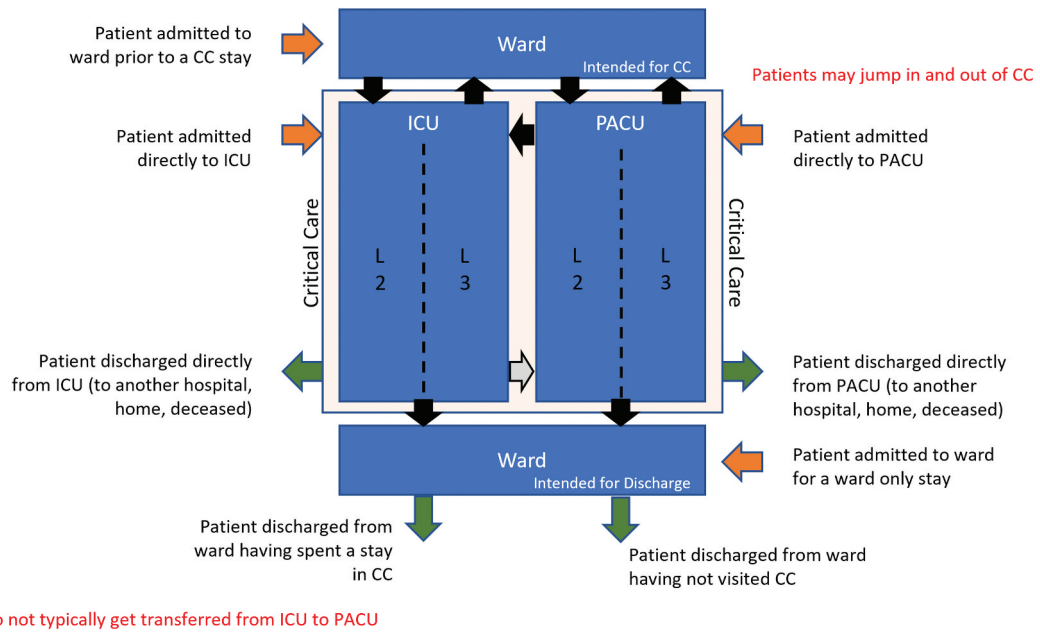 Patient admitted to
ward prior to a CC stay
Ward
Intended for CC
Patients may jump in and out of CC
Patient admitted
directly to ICU
ICU
PACU
Patient admitted
directly to PACU
Critical Care
L
2
L
3
L
2
L
3
Critical Care
Patient discharged directly
from ICU (to another hospital,
home, deceased)
Patient discharged directly
from PACU (to another
hospital, home, deceased)
Ward
Intended for Discharge
Patient admitted to ward
for a ward only stay
Patient discharged from
ward having spent a stay
in CC
Patient discharged from ward
having not visited CC
not typically get transferred from ICU to PACU